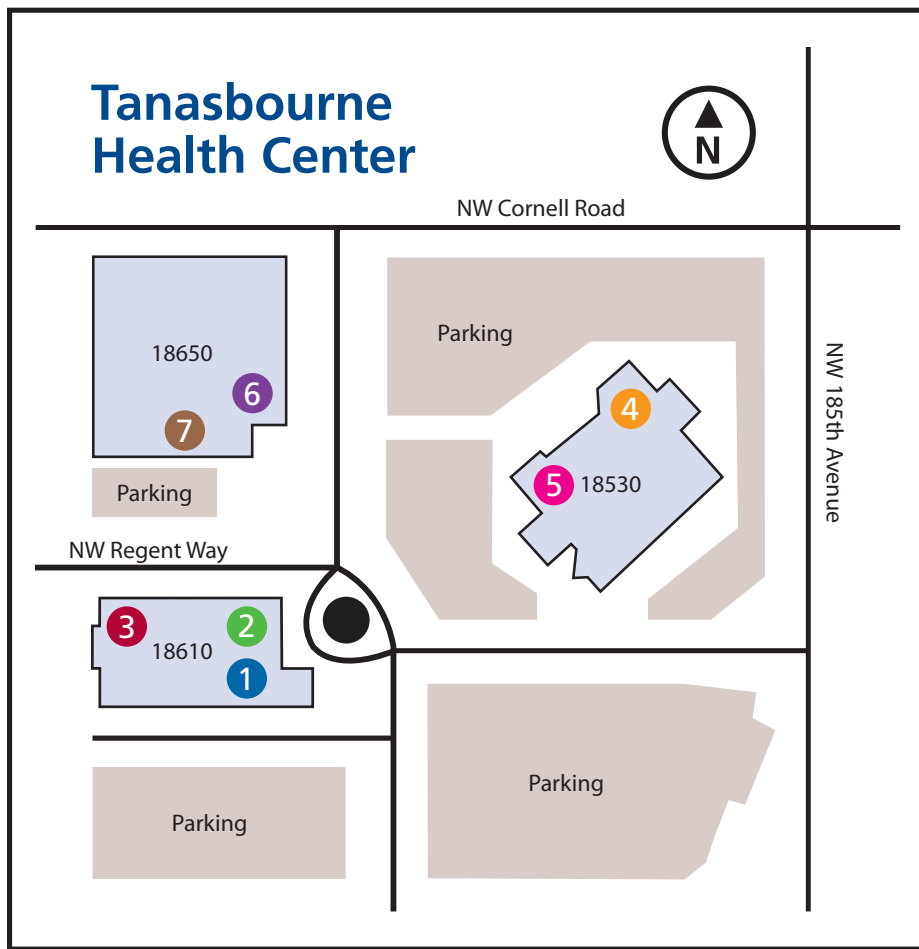 Tanasbourne
Health Center
N
NW Cornell Road
Parking
18650
6
7
4
5
18530
NW 185th Avenue
Parking
NW Regent Way
3
2
18610
1
Parking
Parking